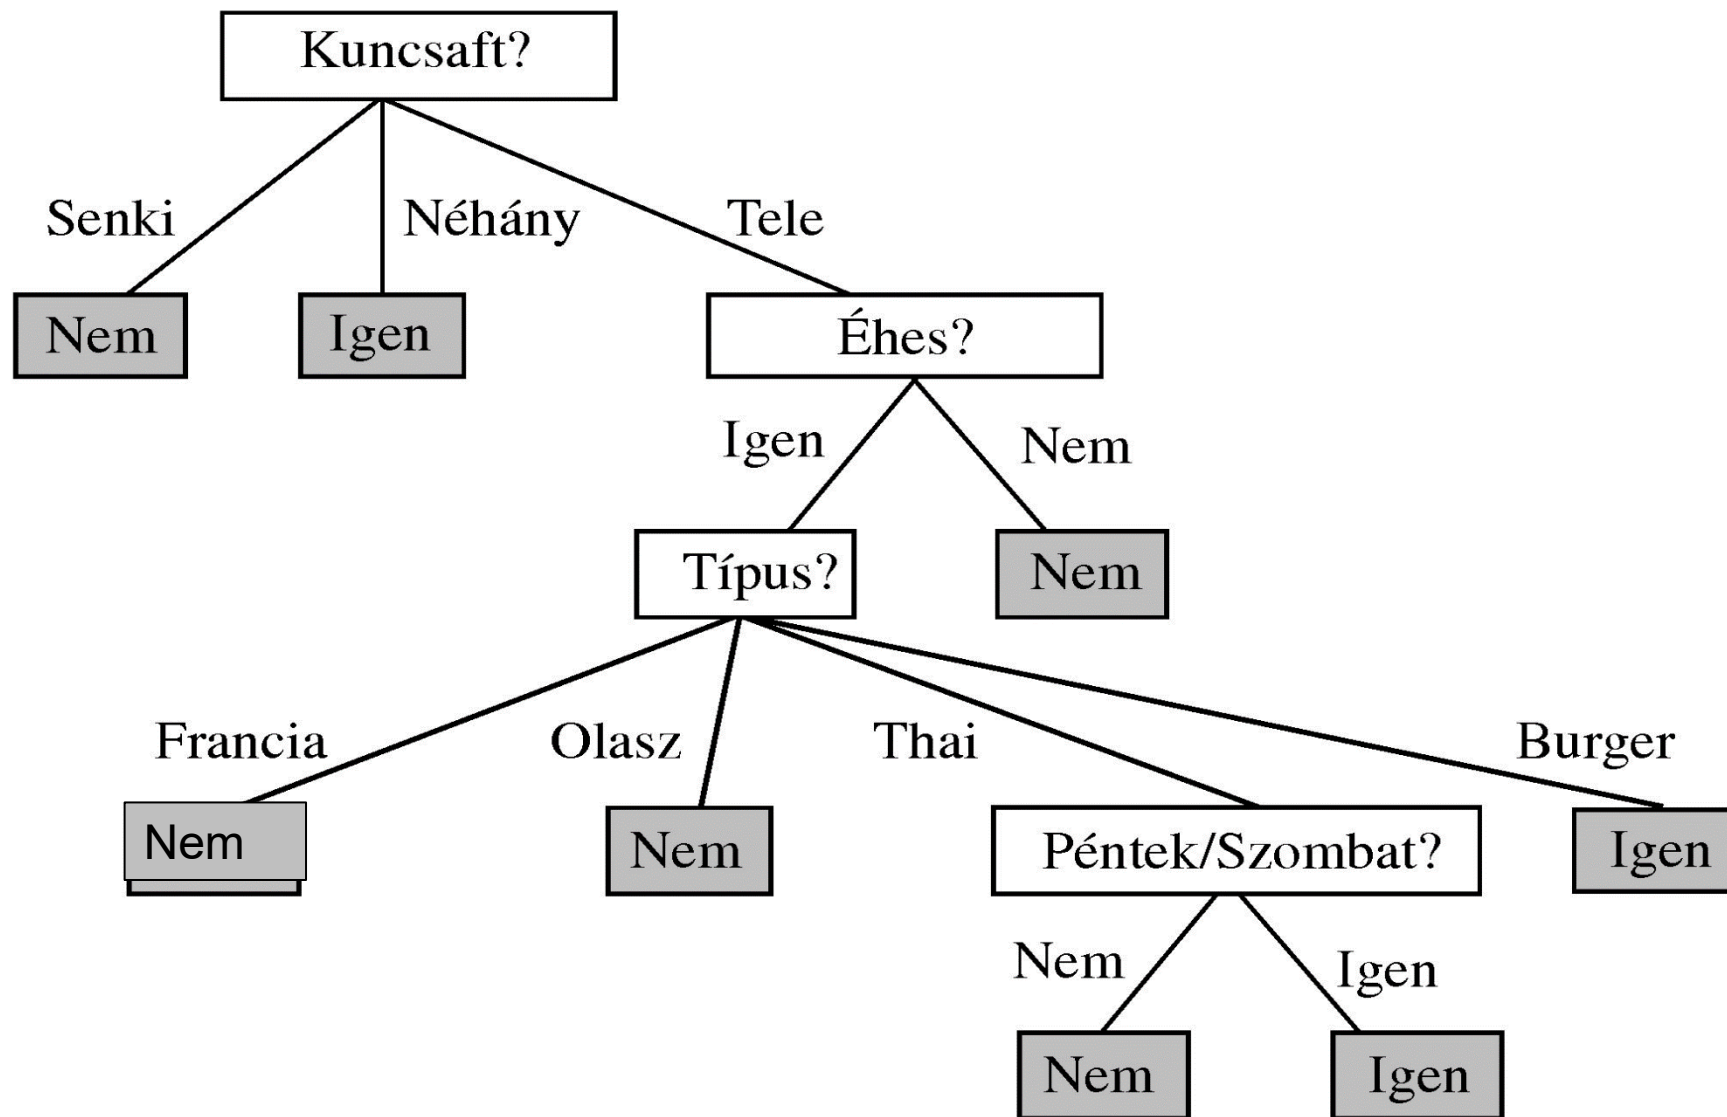 Kuncsaft?
Senki
Néhány
Tele
Nem
Igen
Éhes?
Igen
Nem
Típus?
Nem
Francia
Olasz
Thai
Burger
Nem
Nem
Péntek/Szombat?
Igen
Nem
Igen
Nem
Igen